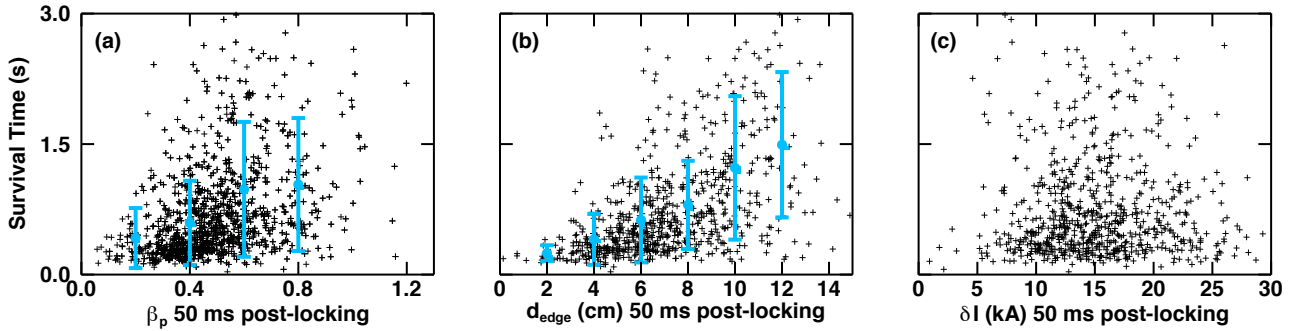 3.0
1.5
0.0
Survival Time (s)
(a)
0.0 0.4 0.8 1.2
β_p 50 ms post-locking
(b)
0 2 4 6 8 10 12 14
d_edge (cm) 50 ms post-locking
(c)
0 5 10 15 20 25 30
δI (kA) 50 ms post-locking